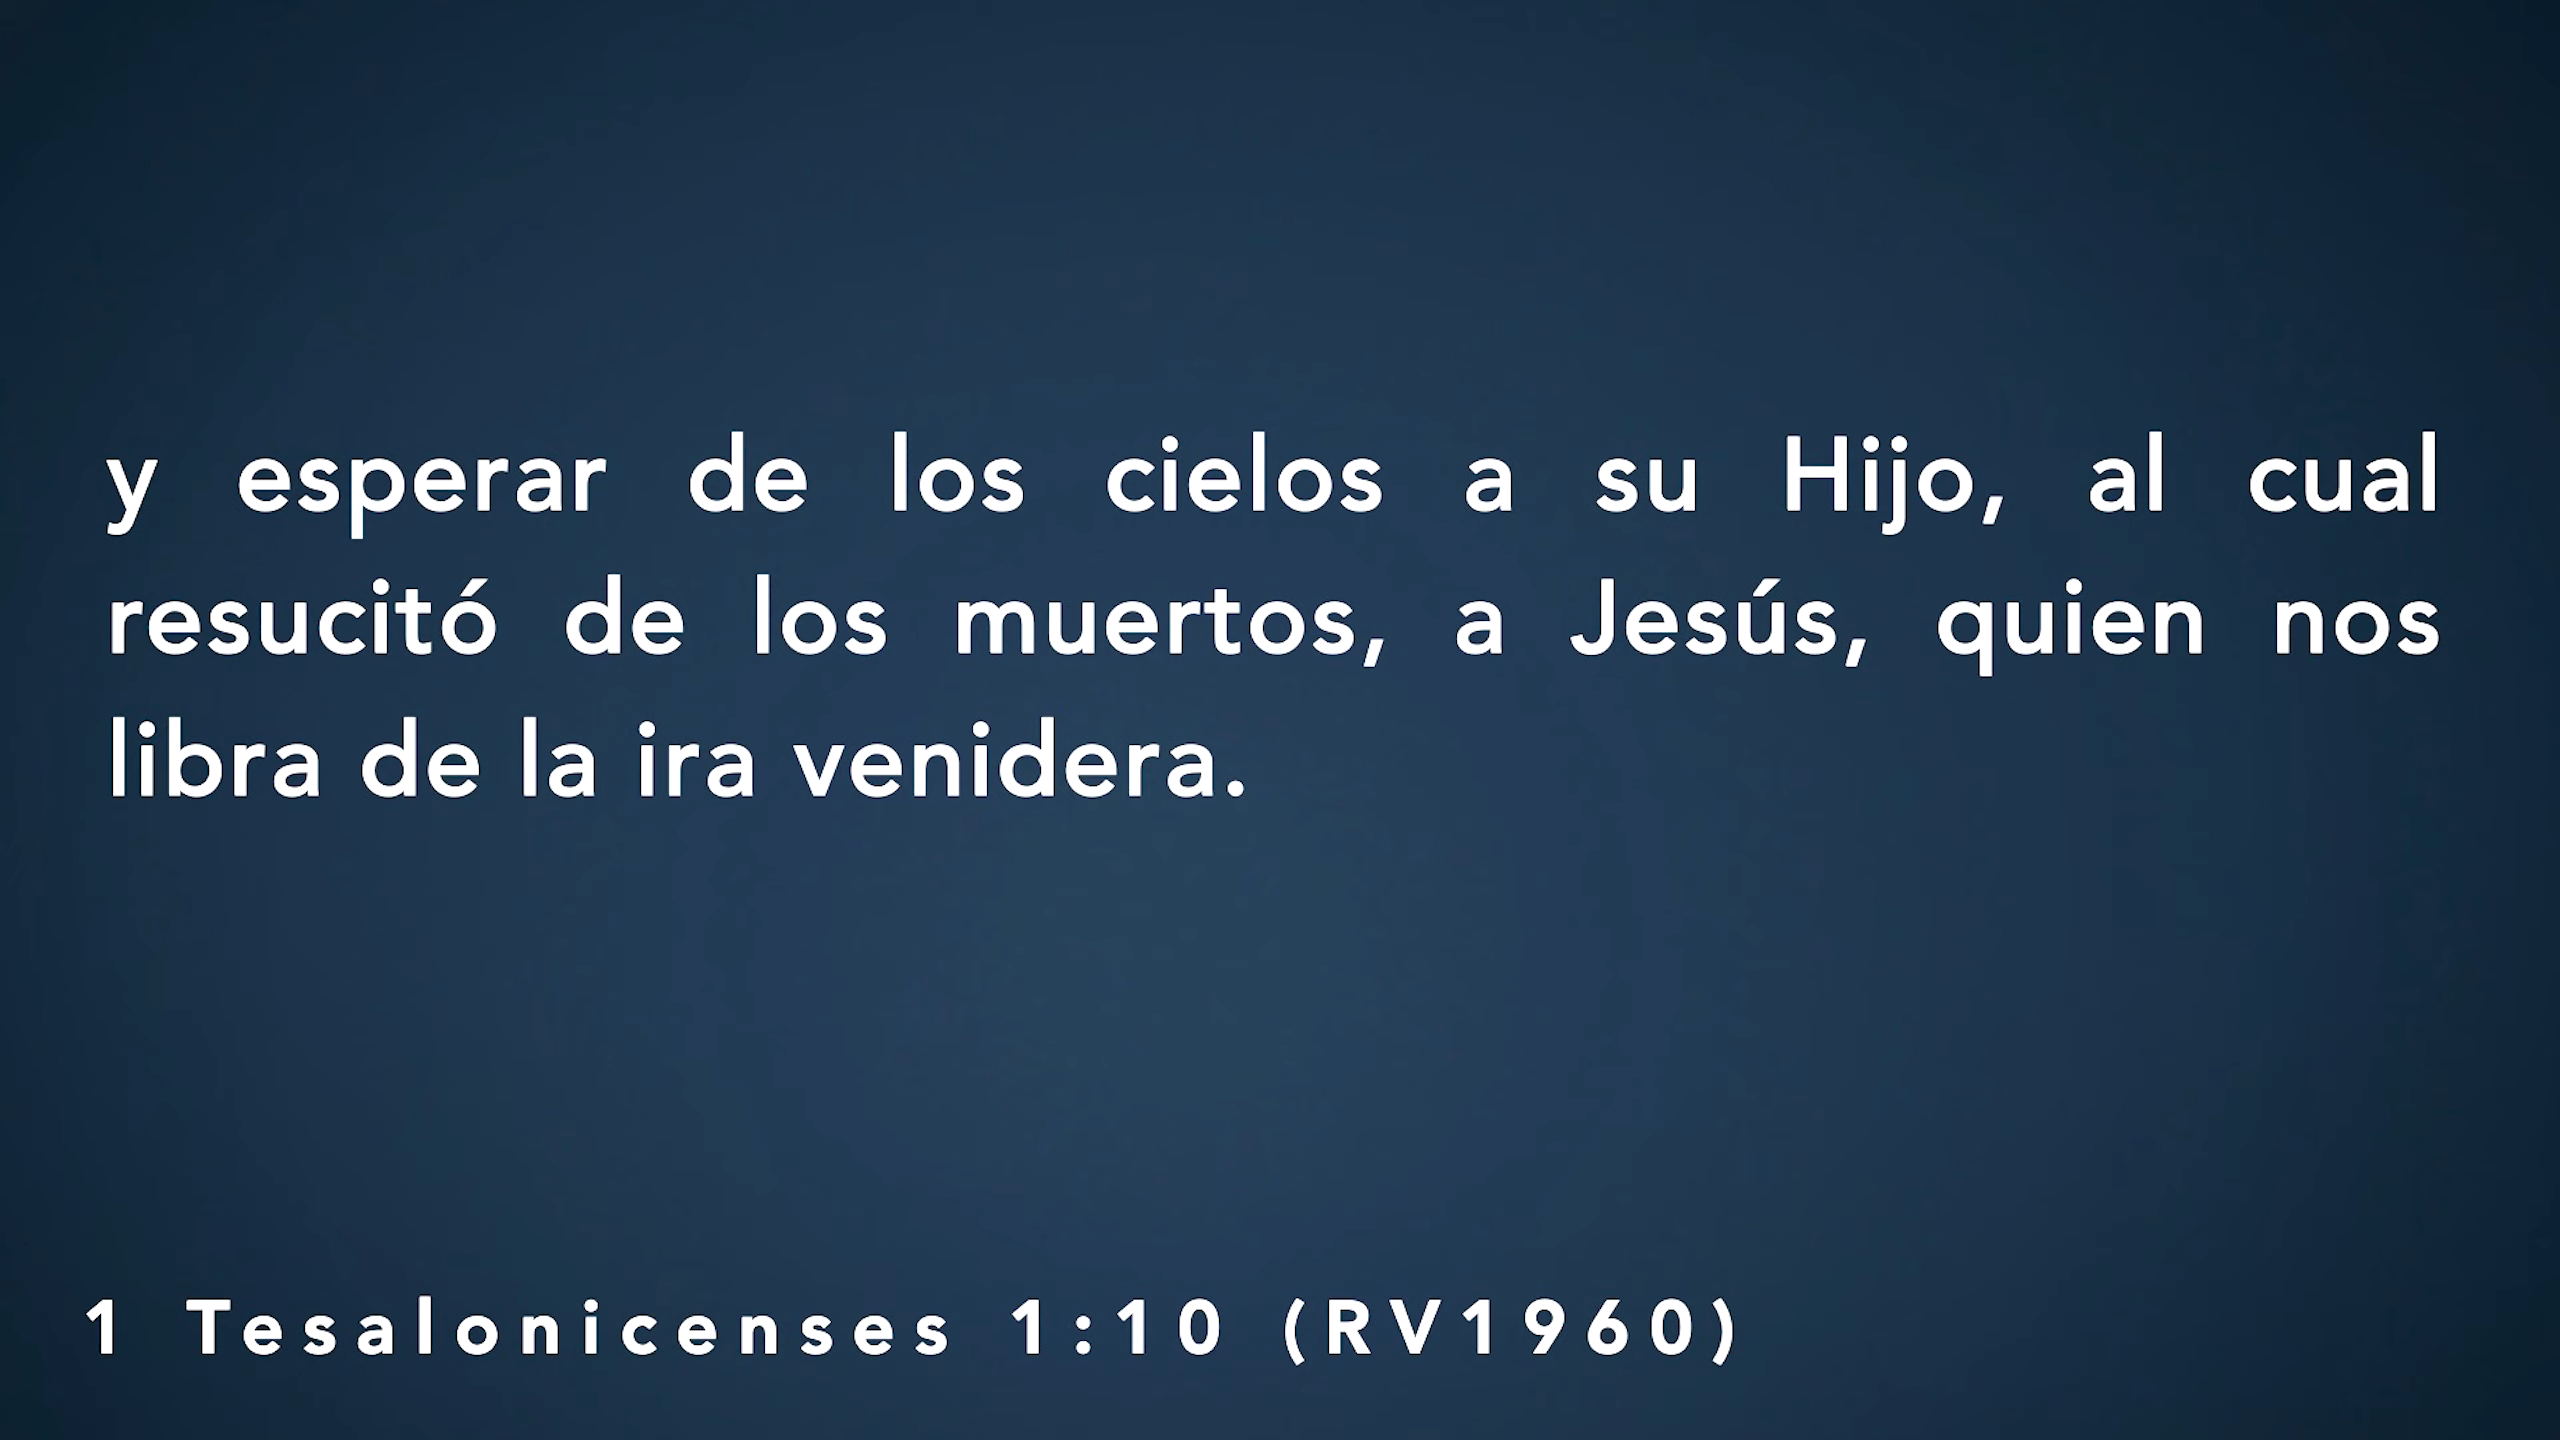 y esperar de los cielos a su Hijo, al cual
resucitó de los muertos, a Jesús, quien nos
libra de la ira venidera.
1 Tesalonicenses 1:10 (RV1960)